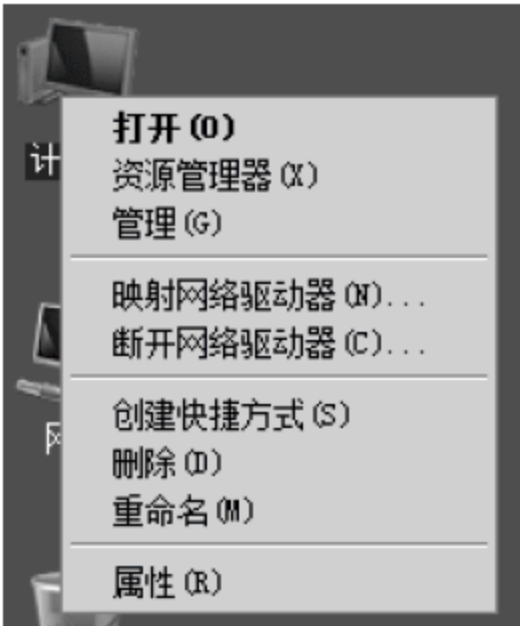 计
打开(O)
资源管理器(X)
管理(G)
映射网络驱动器(N)...
断开网络驱动器(C)...
创建快捷方式(S)
删除(D)
重命名(M)
属性(R)